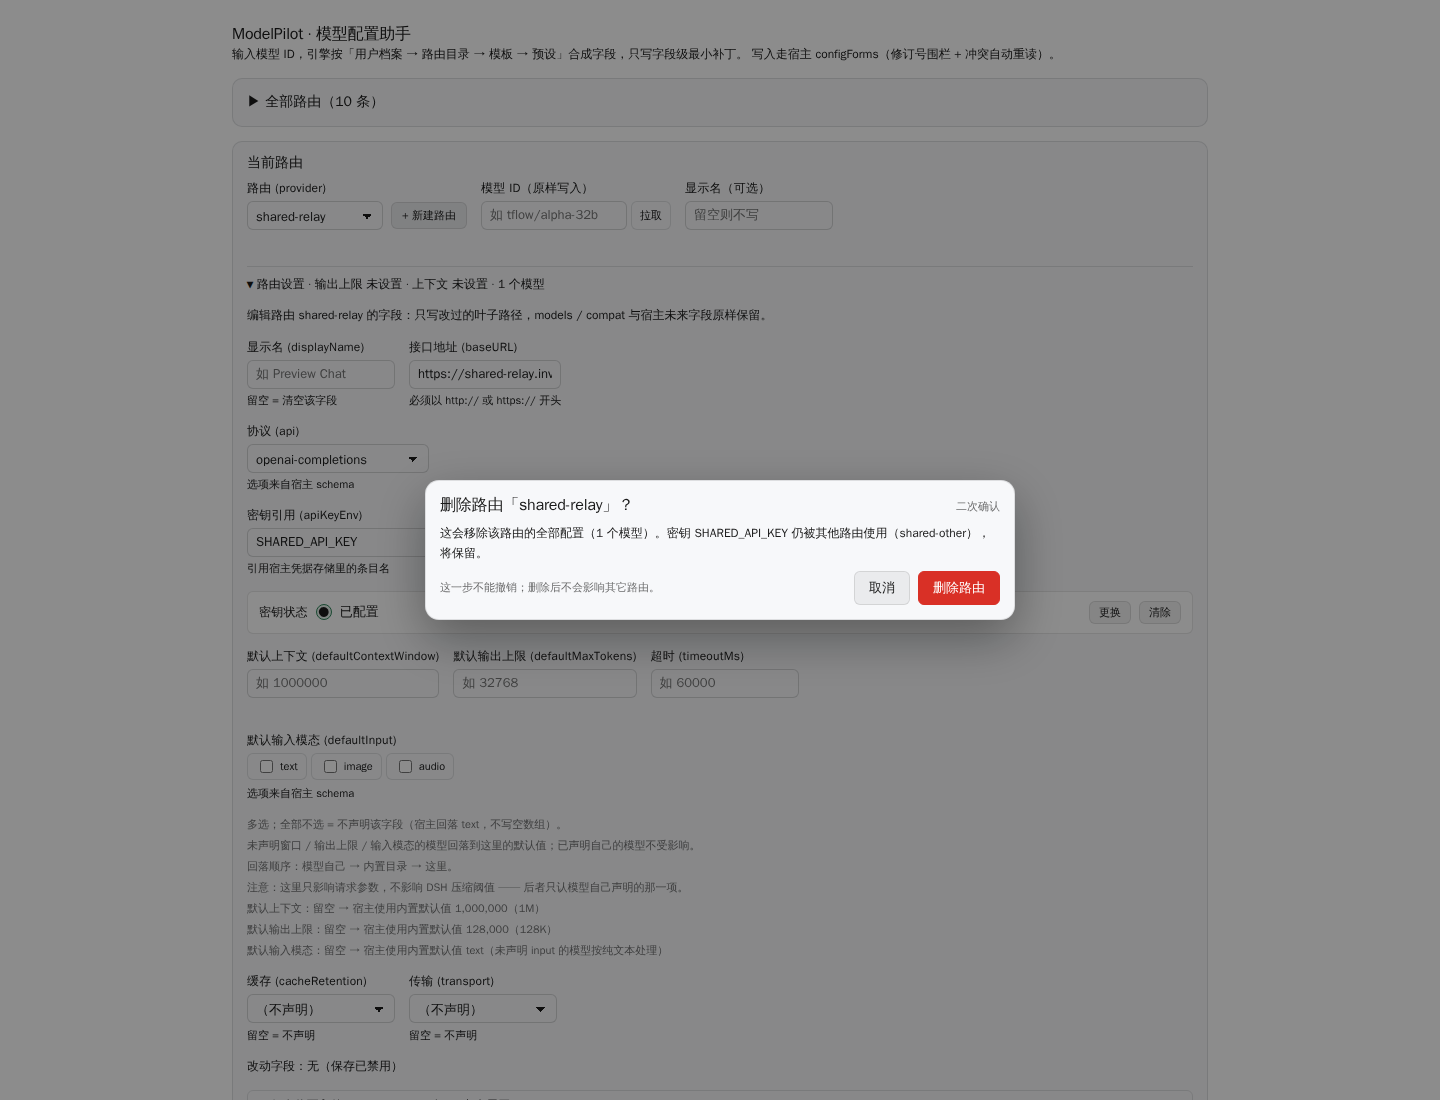 ModelPilot · 模型配置助手
输入模型 ID，引擎按「用户档案 → 路由目录 → 模板 → 预设」合成字段，只写字段级最小补丁。 写入走宿主 configForms（修订号围栏 + 冲突自动重读）。
▶ 全部路由（10 条）
当前路由
路由 (provider) 模型 ID（原样写入） 显示名（可选）
shared-relay + 新建路由 如 tflow/alpha-32b 拉取 留空则不写
▾ 路由设置 · 输出上限 未设置 · 上下文 未设置 · 1 个模型
编辑路由 shared-relay 的字段：只写改过的叶子路径，models / compat 与宿主未来字段原样保留。
显示名 (displayName) 接口地址 (baseURL)
如 Preview Chat https://shared-relay.inv
留空 = 清空该字段 必须以 http:// 或 https:// 开头
协议 (api)
openai-completions
选项来自宿主 schema
删除路由「shared-relay」？ 二次确认
这会移除该路由的全部配置（1 个模型）。密钥 SHARED_API_KEY 仍被其他路由使用（shared-other），
将保留。
这一步不能撤销；删除后不会影响其它路由。 取消 删除路由
密钥引用 (apiKeyEnv)
SHARED_API_KEY
引用宿主凭据存储里的条目名
密钥状态 已配置 更换 清除
默认上下文 (defaultContextWindow) 默认输出上限 (defaultMaxTokens) 超时 (timeoutMs)
如 1000000 如 32768 如 60000
默认输入模态 (defaultInput)
text image audio
选项来自宿主 schema
多选；全部不选 = 不声明该字段（宿主回落 text，不写空数组）。
未声明窗口 / 输出上限 / 输入模态的模型回落到这里的默认值；已声明自己的模型不受影响。
回落顺序：模型自己 → 内置目录 → 这里。
注意：这里只影响请求参数，不影响 DSH 压缩阈值 —— 后者只认模型自己声明的那一项。
默认上下文：留空 → 宿主使用内置默认值 1,000,000（1M）
默认输出上限：留空 → 宿主使用内置默认值 128,000（128K）
默认输入模态：留空 → 宿主使用内置默认值 text（未声明 input 的模型按纯文本处理）
缓存 (cacheRetention) 传输 (transport)
（不声明） （不声明）
留空 = 不声明 留空 = 不声明
改动字段：无（保存已禁用）